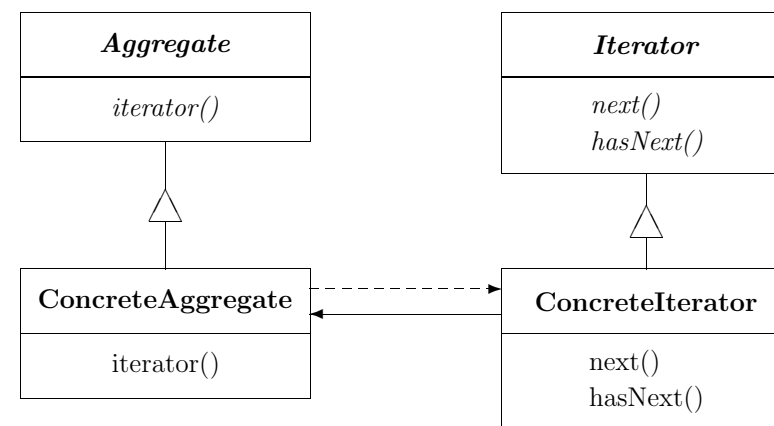 Aggregate
iterator()
Iterator
next()
hasNext()
ConcreteAggregate
iterator()
ConcreteIterator
next()
hasNext()